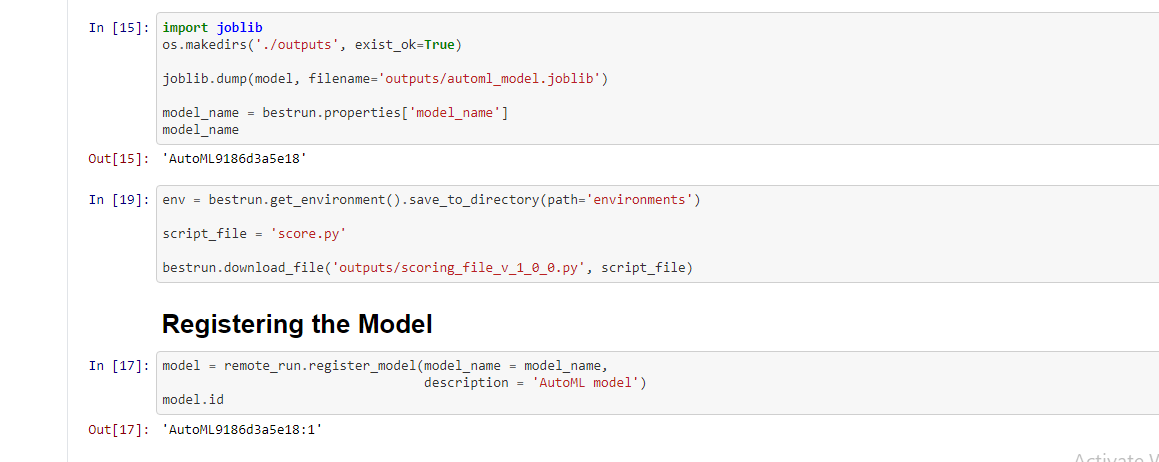 In [15]: import joblib
os.makedirs('./outputs', exist_ok=True)
joblib.dump(model, filename='outputs/automl_model.joblib')
model_name = bestrun.properties['model_name']
model_name
Out[15]: 'AutoML9186d3a5e18'
In [19]: env = bestrun.get_environment().save_to_directory(path='environments')
script_file = 'score.py'
bestrun.download_file('outputs/scoring_file_v_1_0_0.py', script_file)
Registering the Model
In [17]: model = remote_run.register_model(model_name = model_name,
description = 'AutoML model')
model.id
Out[17]: 'AutoML9186d3a5e18:1'
Activate